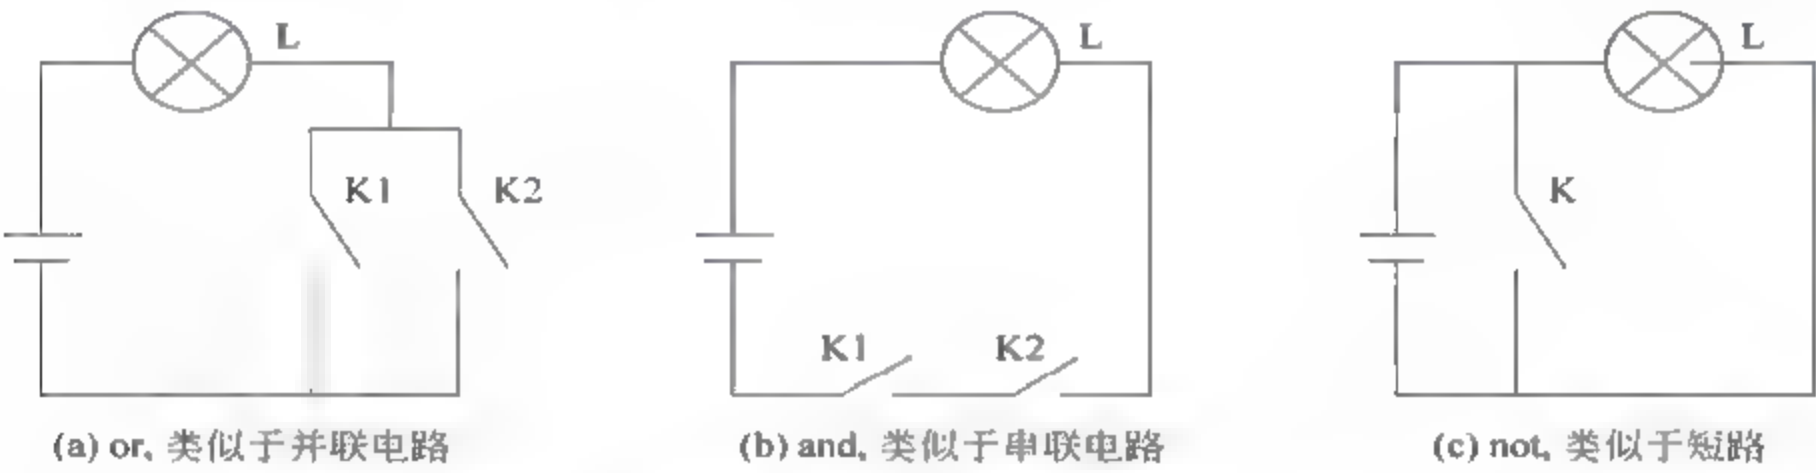 L
K1
K2
(a) or, 类似于并联电路
L
K1
K2
(b) and, 类似于串联电路
L
K
(c) not, 类似于短路